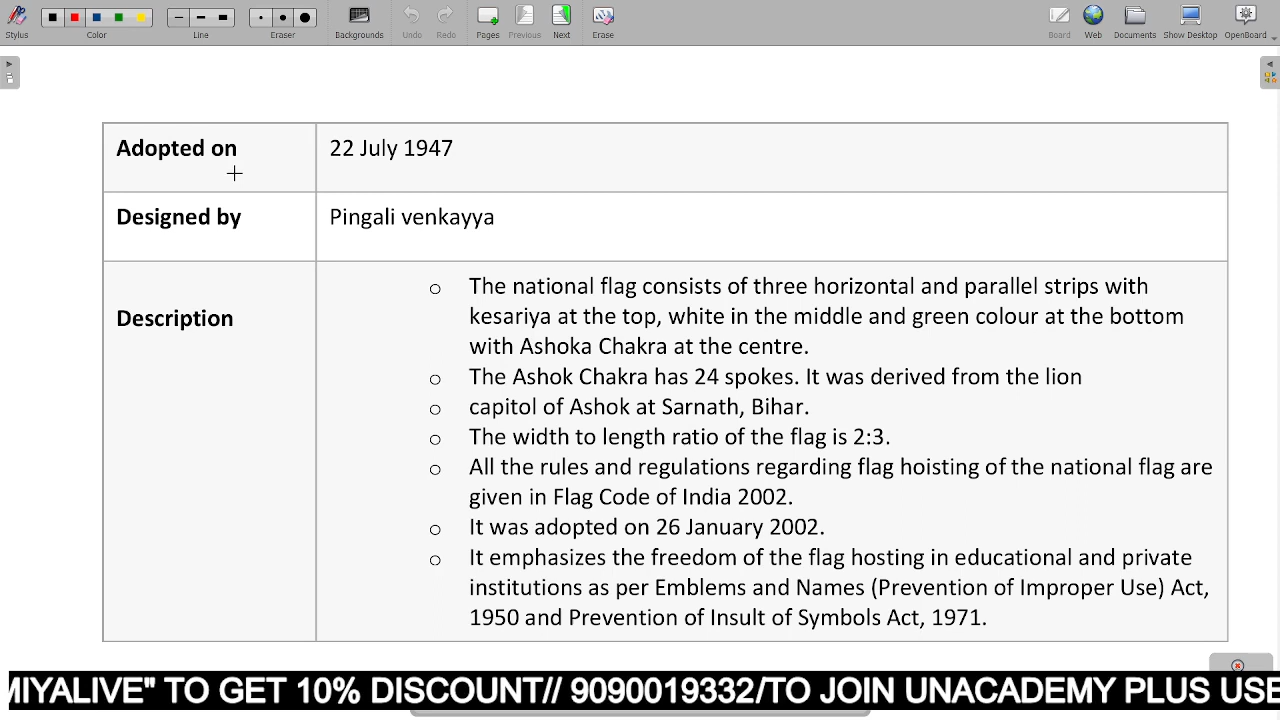 Stylus Color Line Eraser Backgrounds Undo Redo Pages Previous Next Erase Board Web Documents Show Desktop OpenBoard
Adopted on 22 July 1947
Designed by Pingali venkayya
Description
The national flag consists of three horizontal and parallel strips with
kesariya at the top, white in the middle and green colour at the bottom
with Ashoka Chakra at the centre.
The Ashok Chakra has 24 spokes. It was derived from the lion
capitol of Ashok at Sarnath, Bihar.
The width to length ratio of the flag is 2:3.
All the rules and regulations regarding flag hoisting of the national flag are
given in Flag Code of India 2002.
It was adopted on 26 January 2002.
It emphasizes the freedom of the flag hosting in educational and private
institutions as per Emblems and Names (Prevention of Improper Use) Act,
1950 and Prevention of Insult of Symbols Act, 1971.
MIYALIVE" TO GET 10% DISCOUNT// 9090019332/TO JOIN UNACADEMY PLUS USE